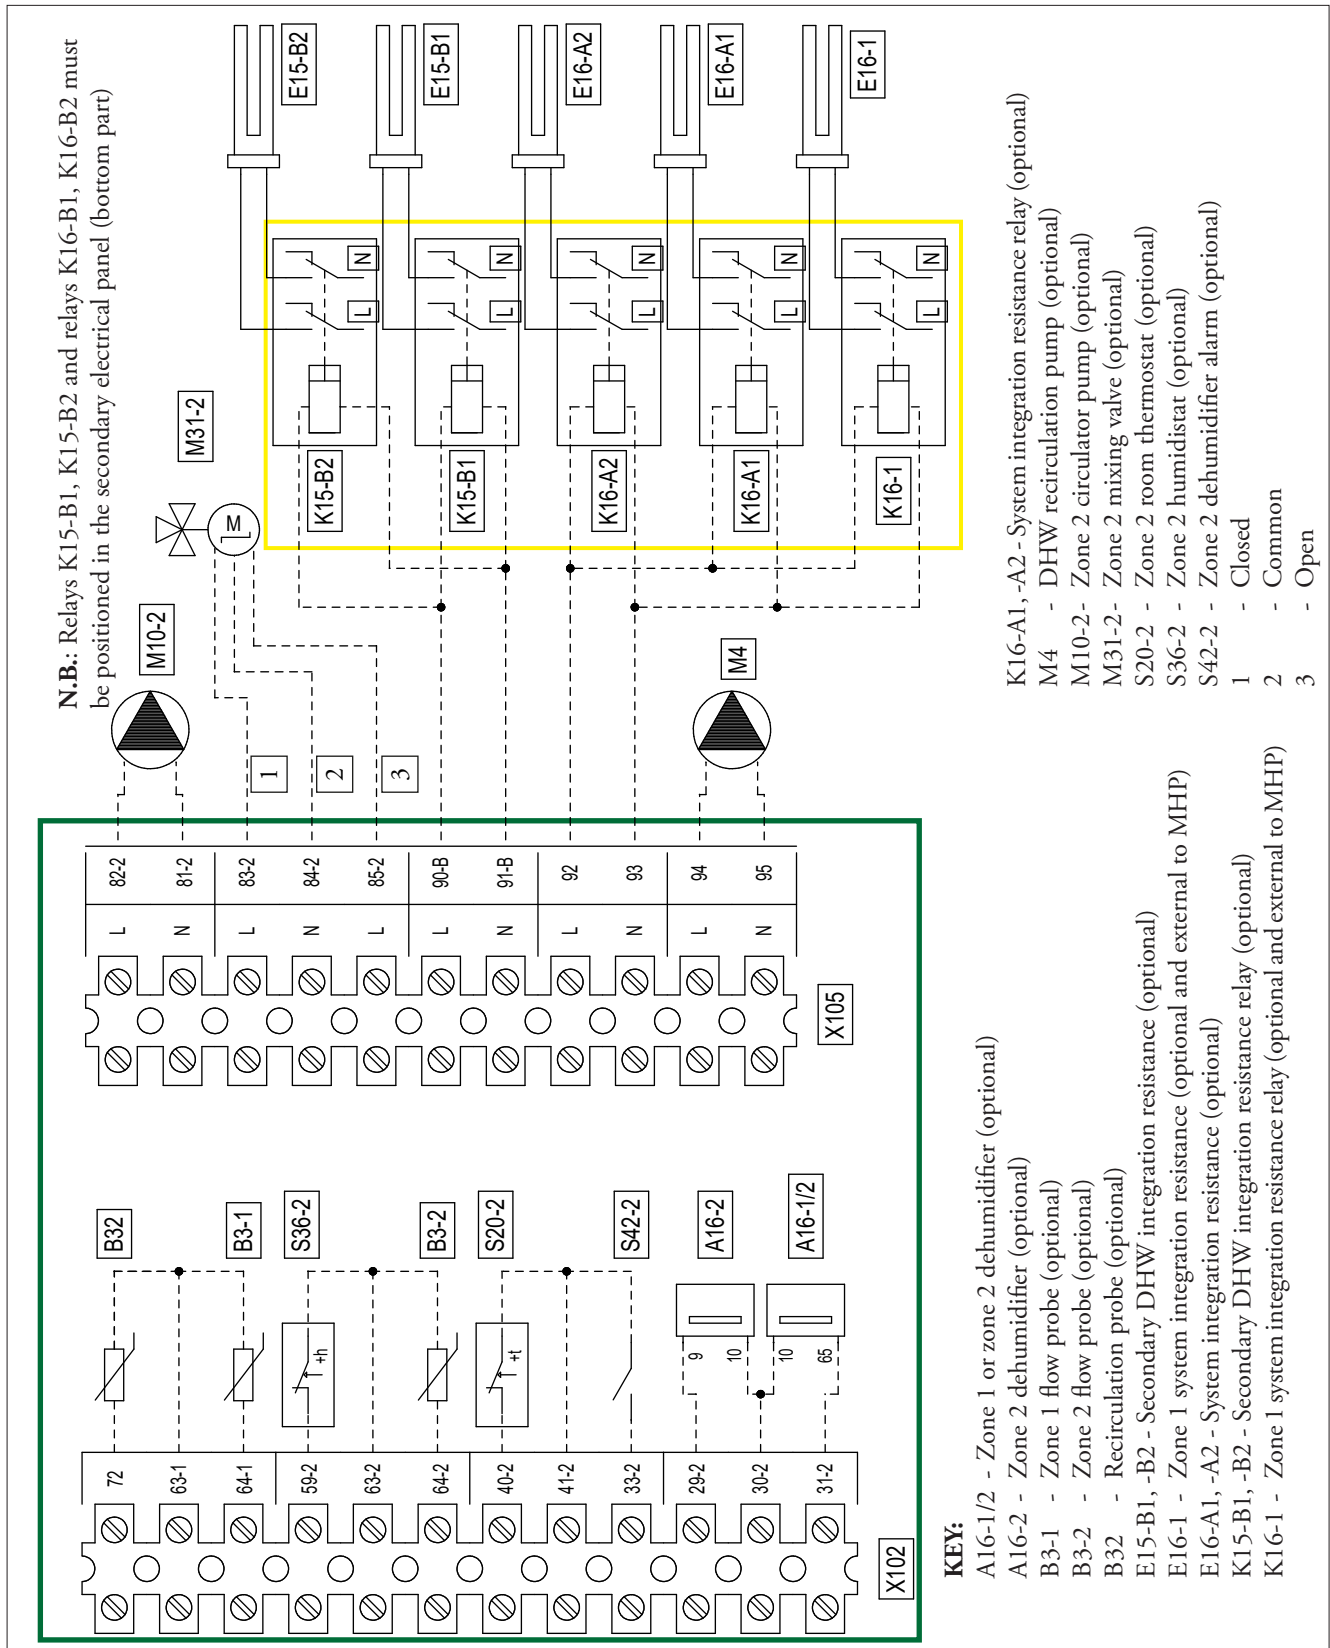 N.B.: Relays K15-B1, K15-B2 and relays K16-B1, K16-B2 must
be positioned in the secondary electrical panel (bottom part)
E15-B2
E15-B1
E16-A2
E16-A1
E16-1
L
N
L
N
L
N
L
N
L
N
K15-B2
K15-B1
K16-A2
K16-A1
K16-1
M31-2
M
M10-2
M4
1
2
3
82-2
81-2
83-2
84-2
85-2
90-B
91-B
92
93
94
95
L
N
L
N
L
L
N
L
N
L
N
X105
B32
B3-1
S36-2
B3-2
S20-2
S42-2
A16-2
A16-1/2
+h
+t
9
10
10
65
72
63-1
64-1
59-2
63-2
64-2
40-2
41-2
33-2
29-2
30-2
31-2
X102
KEY:
A16-1/2 - Zone 1 or zone 2 dehumidifier (optional)
A16-2 - Zone 2 dehumidifier (optional)
B3-1 - Zone 1 flow probe (optional)
B3-2 - Zone 2 flow probe (optional)
B32 - Recirculation probe (optional)
E15-B1, -B2 - Secondary DHW integration resistance (optional)
E16-1 - Zone 1 system integration resistance (optional and external to MHP)
E16-A1, -A2 - System integration resistance (optional)
K15-B1, -B2 - Secondary DHW integration resistance relay (optional)
K16-1 - Zone 1 system integration resistance relay (optional and external to MHP)
K16-A1, -A2 - System integration resistance relay (optional)
M4 - DHW recirculation pump (optional)
M10-2 - Zone 2 circulator pump (optional)
M31-2 - Zone 2 mixing valve (optional)
S20-2 - Zone 2 room thermostat (optional)
S36-2 - Zone 2 humidistat (optional)
S42-2 - Zone 2 dehumidifier alarm (optional)
1 - Closed
2 - Common
3 - Open